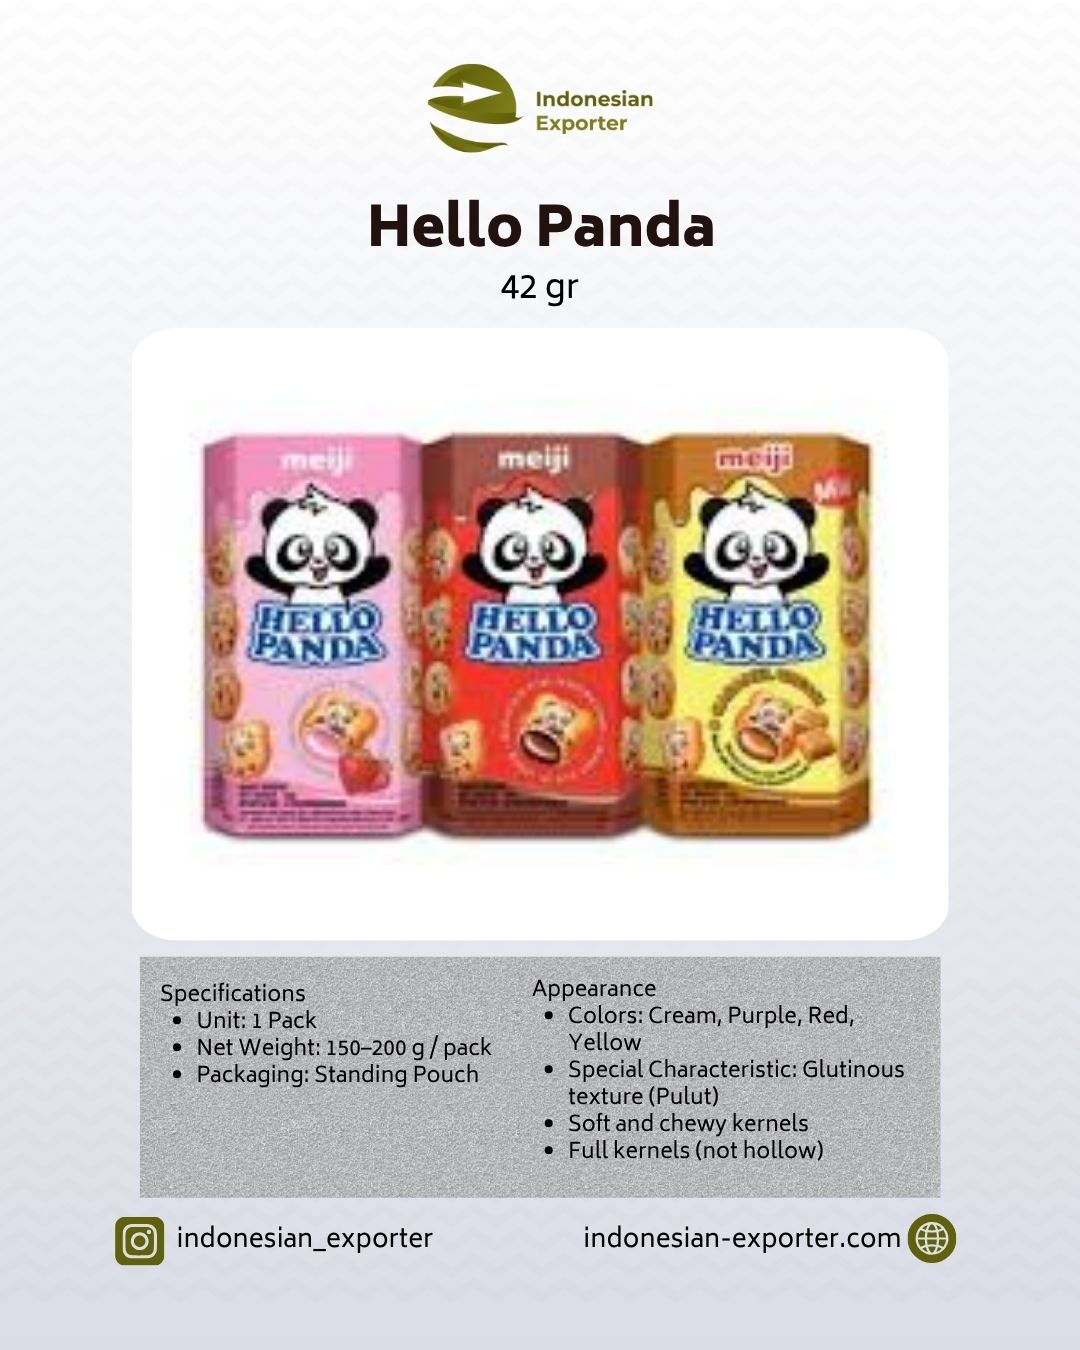 Indonesian
Exporter
Hello Panda
42 gr
meiji
meiji
meiji
HELLO
PANDA
HELLO
PANDA
HELLO
PANDA
Specifications
• Unit: 1 Pack
• Net Weight: 150–200 g / pack
• Packaging: Standing Pouch
Appearance
• Colors: Cream, Purple, Red,
Yellow
• Special Characteristic: Glutinous
texture (Pulut)
• Soft and chewy kernels
• Full kernels (not hollow)
indonesian_exporter
indonesian-exporter.com